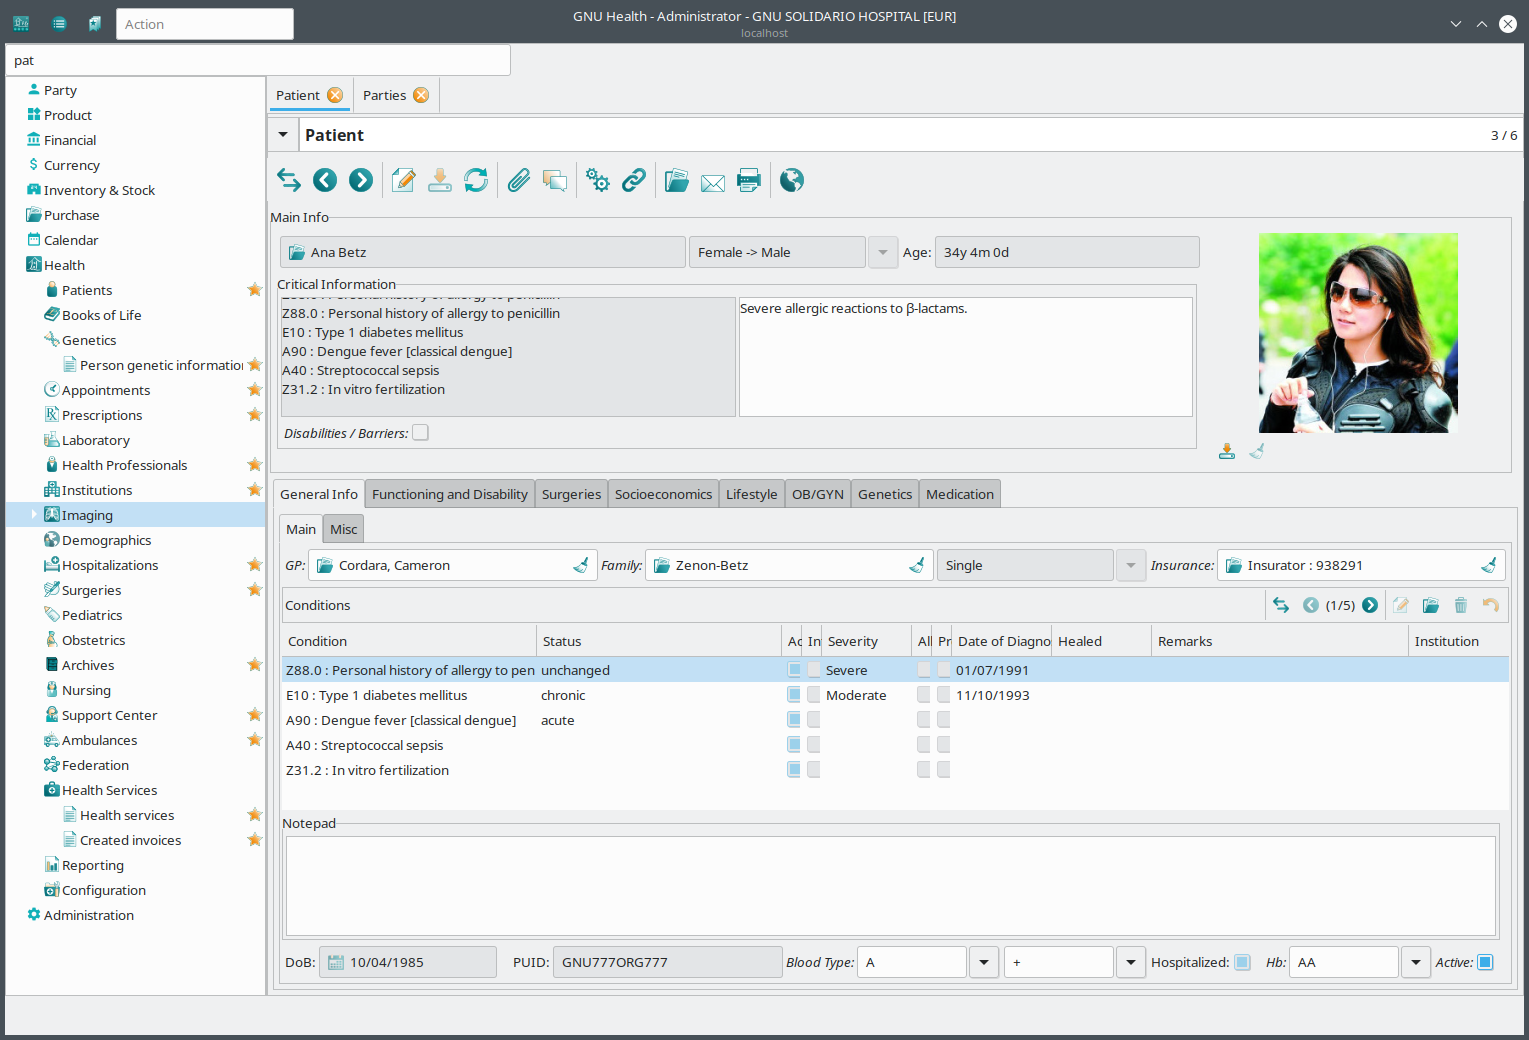 GNU Health - Administrator - GNU SOLIDARIO HOSPITAL [EUR]
localhost
Action
pat
Party
Product
Financial
Currency
Inventory & Stock
Purchase
Calendar
Health
Patients
Books of Life
Genetics
Person genetic informatio
Appointments
Prescriptions
Laboratory
Health Professionals
Institutions
Imaging
Demographics
Hospitalizations
Surgeries
Pediatrics
Obstetrics
Archives
Nursing
Support Center
Ambulances
Federation
Health Services
Health services
Created invoices
Reporting
Configuration
Administration
Patient Parties
Patient 3 / 6
Main Info
Ana Betz Female -> Male Age: 34y 4m 0d
Critical Information
Z88.0 : Personal history of allergy to penicillin
Z88.0 : Personal history of allergy to penicillin
E10 : Type 1 diabetes mellitus
A90 : Dengue fever [classical dengue]
A40 : Streptococcal sepsis
Z31.2 : In vitro fertilization
Severe allergic reactions to β-lactams.
Disabilities / Barriers:
General Info Functioning and Disability Surgeries Socioeconomics Lifestyle OB/GYN Genetics Medication
Main Misc
GP: Cordara, Cameron Family: Zenon-Betz Single Insurance: Insurator : 938291
Conditions (1/5)
Condition Status Ac In Severity All Pr Date of Diagno Healed Remarks Institution
Z88.0 : Personal history of allergy to pen unchanged Severe 01/07/1991
E10 : Type 1 diabetes mellitus chronic Moderate 11/10/1993
A90 : Dengue fever [classical dengue] acute
A40 : Streptococcal sepsis
Z31.2 : In vitro fertilization
Notepad
DoB: 10/04/1985 PUID: GNU777ORG777 Blood Type: A + Hospitalized: Hb: AA Active: